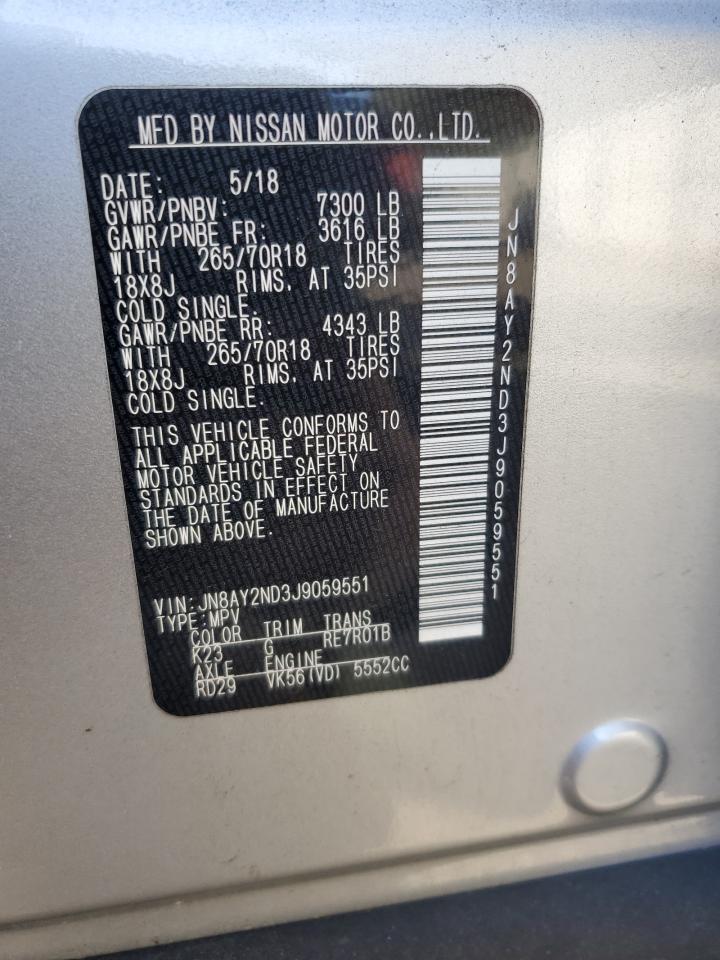 MFD BY NISSAN MOTOR CO.,LTD.
DATE: 5/18
GVWR/PNBV: 7300 LB
GAWR/PNBE FR: 3616 LB
WITH 265/70R18 TIRES
18X8J RIMS, AT 35PSI
COLD SINGLE.
GAWR/PNBE RR: 4343 LB
WITH 265/70R18 TIRES
18X8J RIMS, AT 35PSI
COLD SINGLE.
THIS VEHICLE CONFORMS TO
ALL APPLICABLE FEDERAL
MOTOR VEHICLE SAFETY
STANDARDS IN EFFECT ON
THE DATE OF MANUFACTURE
SHOWN ABOVE.
VIN:JN8AY2ND3J9059551
TYPE:MPV
COLOR TRIM TRANS
K23 G RE7R01B
AXLE ENGINE
RD29 VK56(VD) 5552CC
JN8AY2ND3J9059551